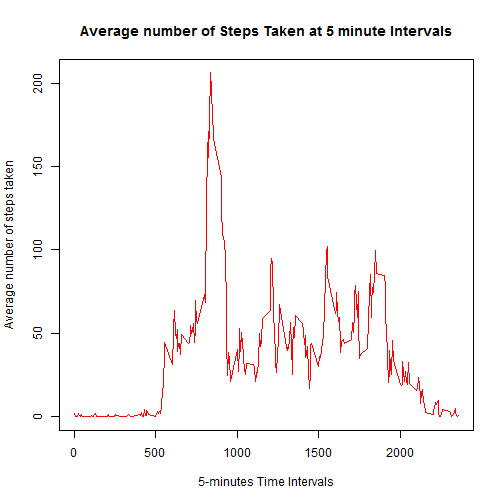 Average number of Steps Taken at 5 minute Intervals
Average number of steps taken
200
150
100
50
0
0 500 1000 1500 2000
5-minutes Time Intervals